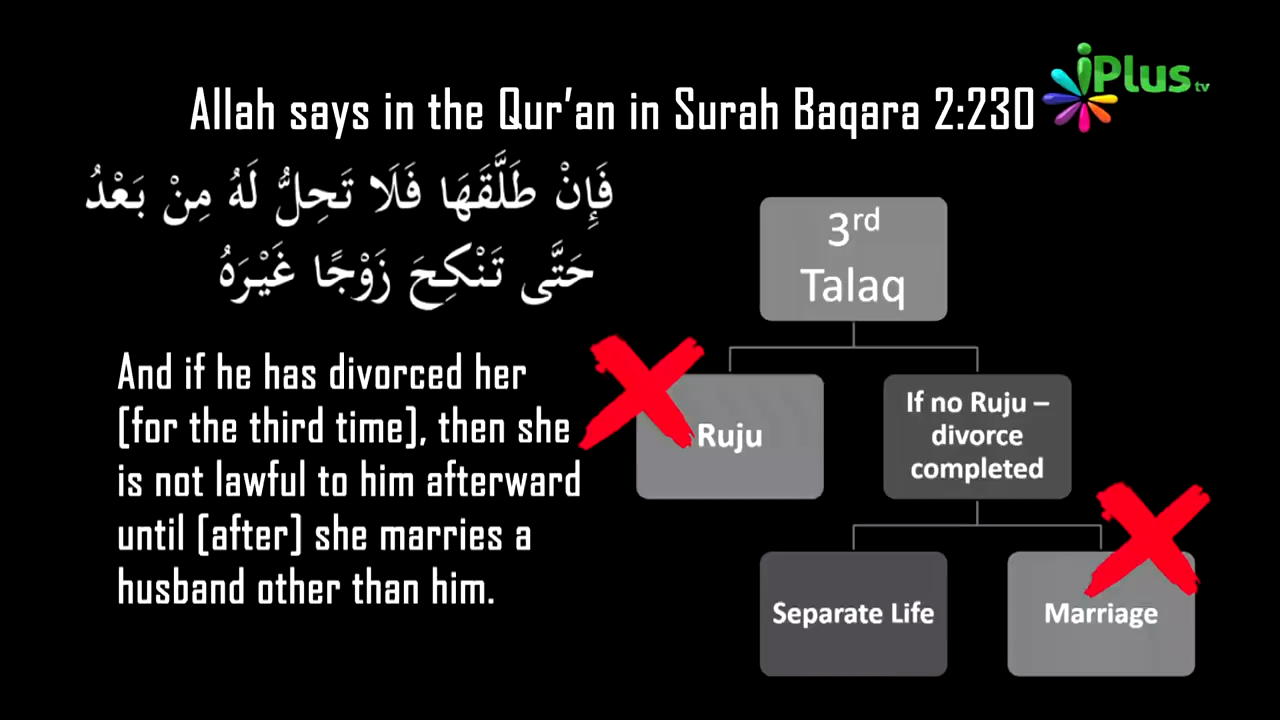 Allah says in the Qur’an in Surah Baqara 2:230
iPlus tv
فَإِنْ طَلَّقَهَا فَلَا تَحِلُّ لَهُ مِنْ بَعْدُ
حَتَّى تَنْكِحَ زَوْجًا غَيْرَهُ
And if he has divorced her
[for the third time], then she
is not lawful to him afterward
until [after] she marries a
husband other than him.
3rd
Talaq
Ruju
If no Ruju –
divorce
completed
Separate Life
Marriage